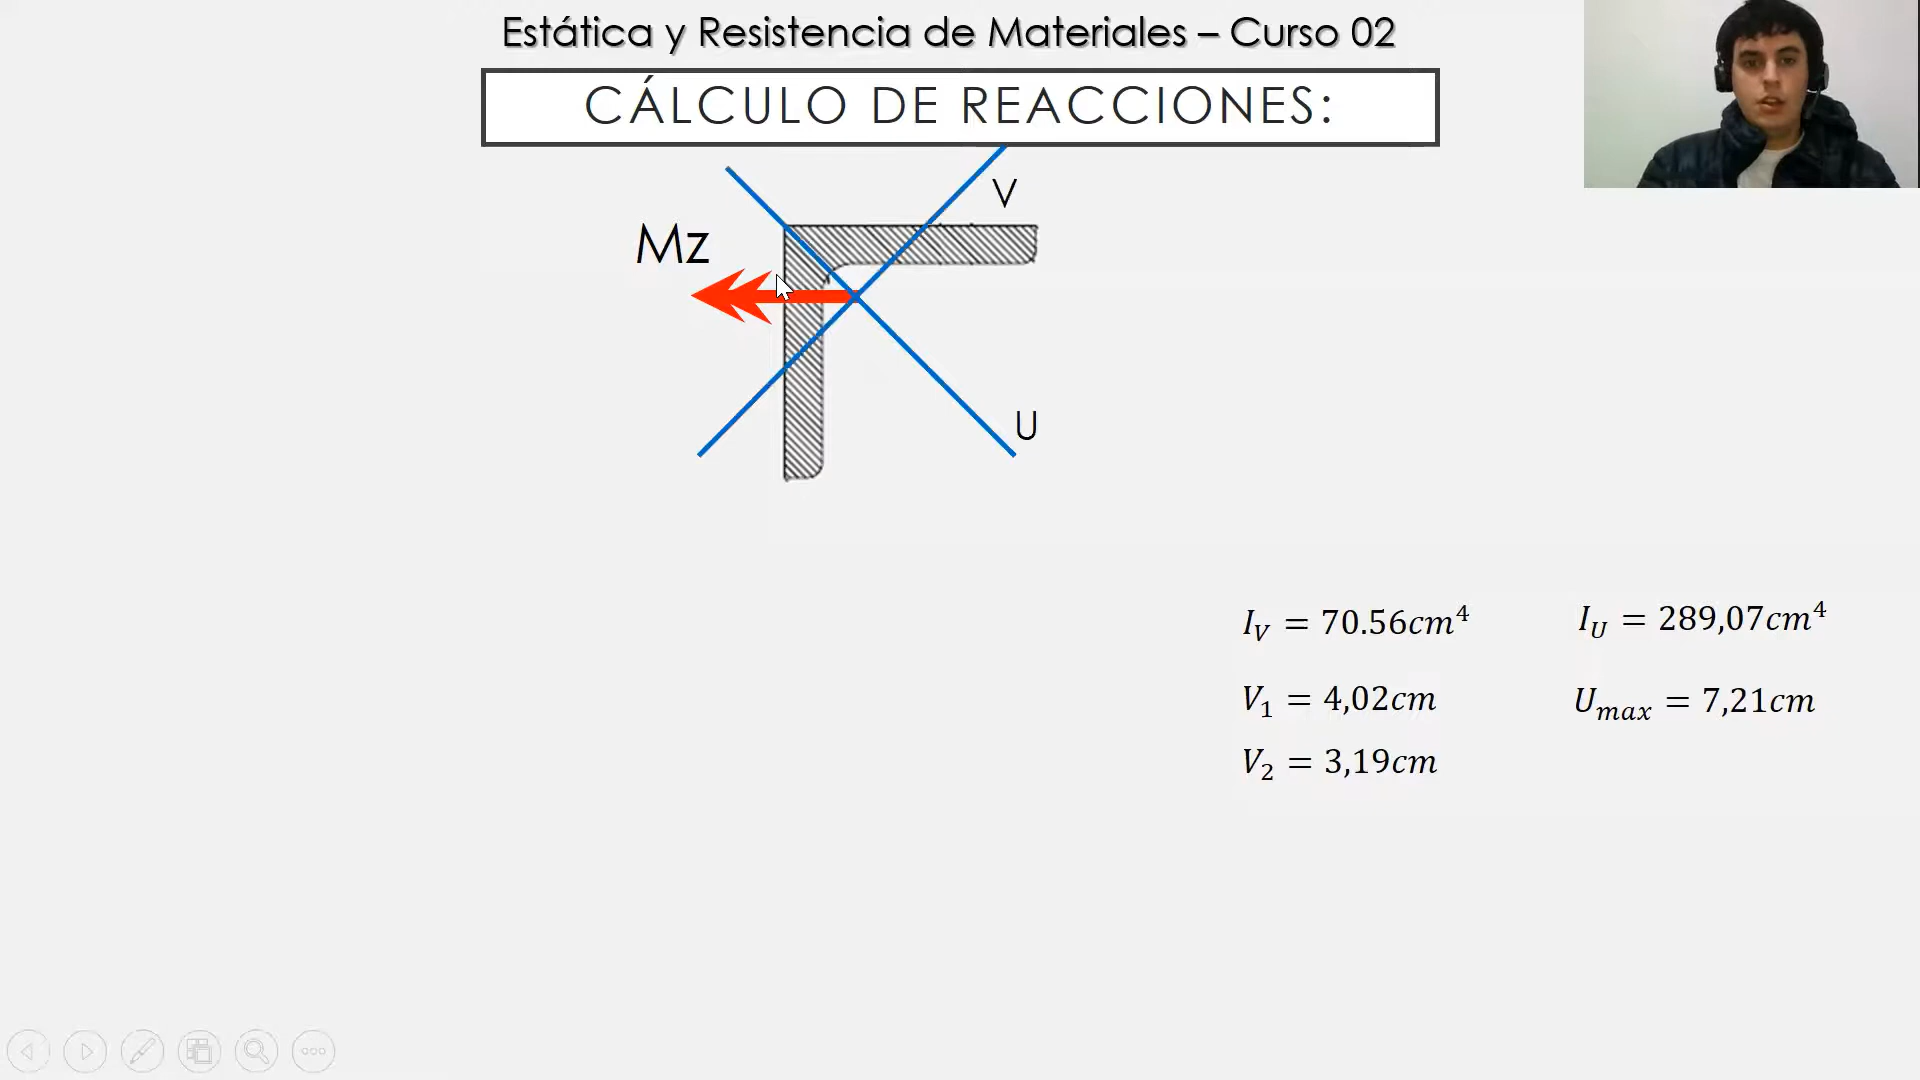 Estática y Resistencia de Materiales – Curso 02
CÁLCULO DE REACCIONES:
V
Mz
U
I_V = 70.56cm^4
I_U = 289,07cm^4
V_1 = 4,02cm
U_max = 7,21cm
V_2 = 3,19cm